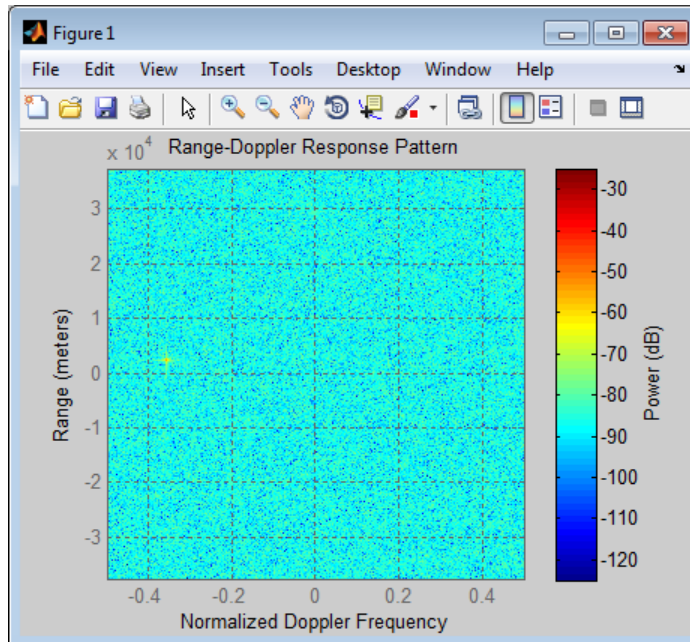 Figure 1
File Edit View Insert Tools Desktop Window Help
x 10^4 Range-Doppler Response Pattern
3
2
1
0
-1
-2
-3
Range (meters)
-0.4 -0.2 0 0.2 0.4
Normalized Doppler Frequency
-30
-40
-50
-60
-70
-80
-90
-100
-110
-120
Power (dB)